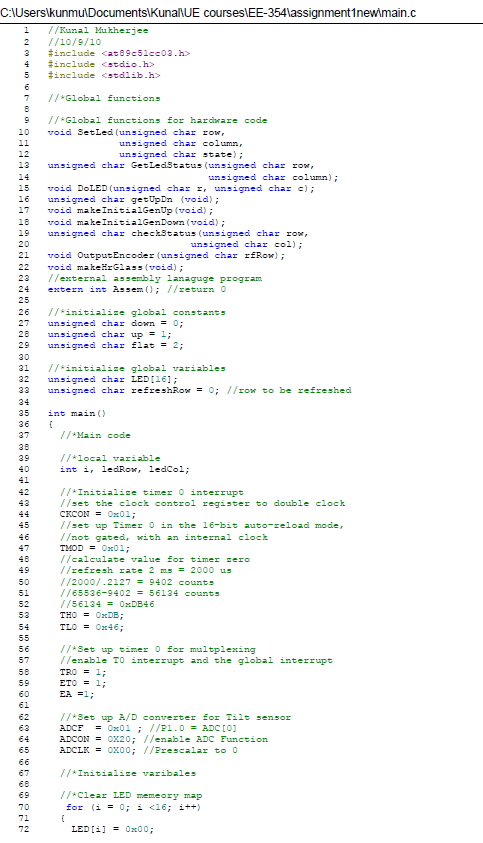 C:\Users\kunmu\Documents\Kunal\UE courses\EE-354\assignment1new\main.c
1 //Kunal Mukherjee
2 //10/9/10
3 #include <at89c51cc03.h>
4 #include <stdio.h>
5 #include <stdlib.h>
6
7 //*Global functions
8
9 //*Global functions for hardware code
10 void SetLed(unsigned char row,
11 unsigned char column,
12 unsigned char state);
13 unsigned char GetLedStatus(unsigned char row,
14 unsigned char column);
15 void DoLED(unsigned char r, unsigned char c);
16 unsigned char getUpDn (void);
17 void makeInitialGenUp(void);
18 void makeInitialGenDown(void);
19 unsigned char checkStatus(unsigned char row,
20 unsigned char col);
21 void OutputEncoder(unsigned char rfRow);
22 void makeHrGlass(void);
23 //external assembly lanaguge program
24 extern int Assem(); //return 0
25
26 //*initialize global constants
27 unsigned char down = 0;
28 unsigned char up = 1;
29 unsigned char flat = 2;
30
31 //*initialize global variables
32 unsigned char LED[16];
33 unsigned char refreshRow = 0; //row to be refreshed
34
35 int main()
36 {
37 //*Main code
38
39 //*local variable
40 int i, ledRow, ledCol;
41
42 //*Initialize timer 0 interrupt
43 //set the clock control register to double clock
44 CKCON = 0x01;
45 //set up Timer 0 in the 16-bit auto-reload mode,
46 //not gated, with an internal clock
47 TMOD = 0x01;
48 //calculate value for timer zero
49 //refresh rate 2 ms = 2000 us
50 //2000/.2127 = 9402 counts
51 //65536-9402 = 56134 counts
52 //56134 = 0xDB46
53 TH0 = 0xDB;
54 TL0 = 0x46;
55
56 //*Set up timer 0 for multplexing
57 //enable T0 interrupt and the global interrupt
58 TR0 = 1;
59 ET0 = 1;
60 EA =1;
61
62 //*Set up A/D converter for Tilt sensor
63 ADCF = 0x01 ; //P1.0 = ADC[0]
64 ADCON = 0X20; //enable ADC Function
65 ADCLK = 0X00; //Prescalar to 0
66
67 //*Initialize varibales
68
69 //*Clear LED memeory map
70 for (i = 0; i <16; i++)
71 {
72 LED[i] = 0x00;